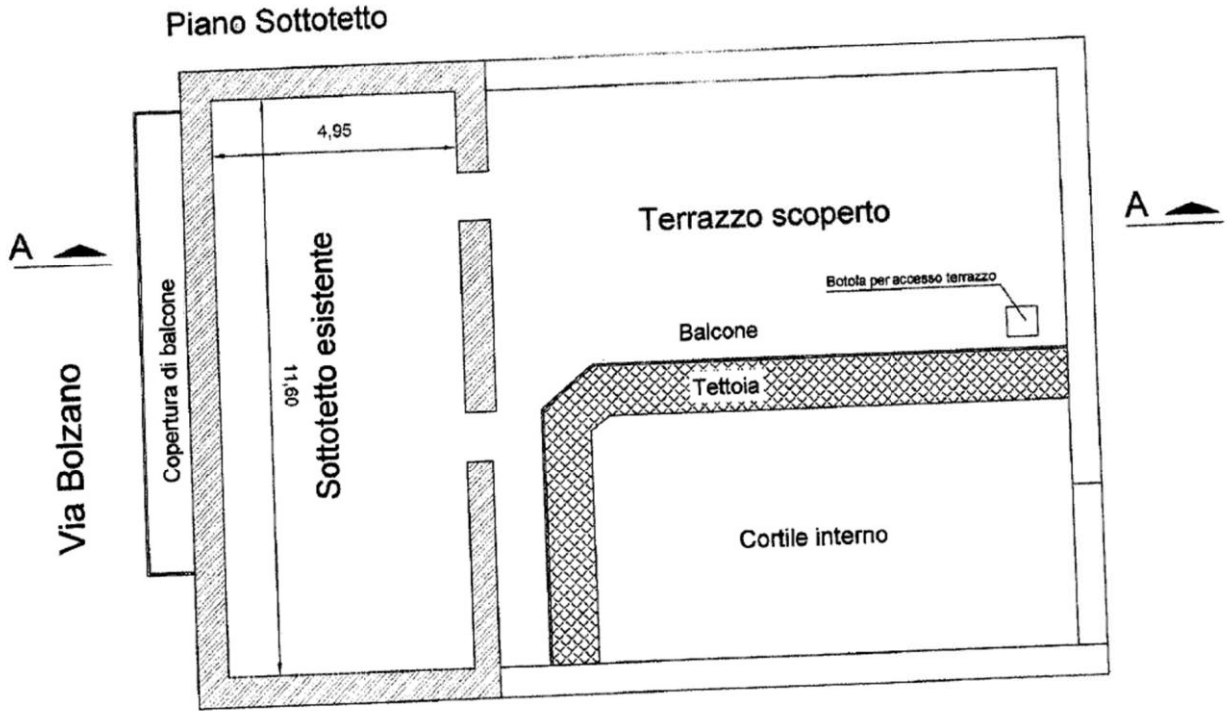 Piano Sottotetto
4,95
A
A
Terrazzo scoperto
Botola per accesso terrazzo
Balcone
Tettoia
Sottotetto esistente
11,60
Copertura di balcone
Via Bolzano
Cortile interno